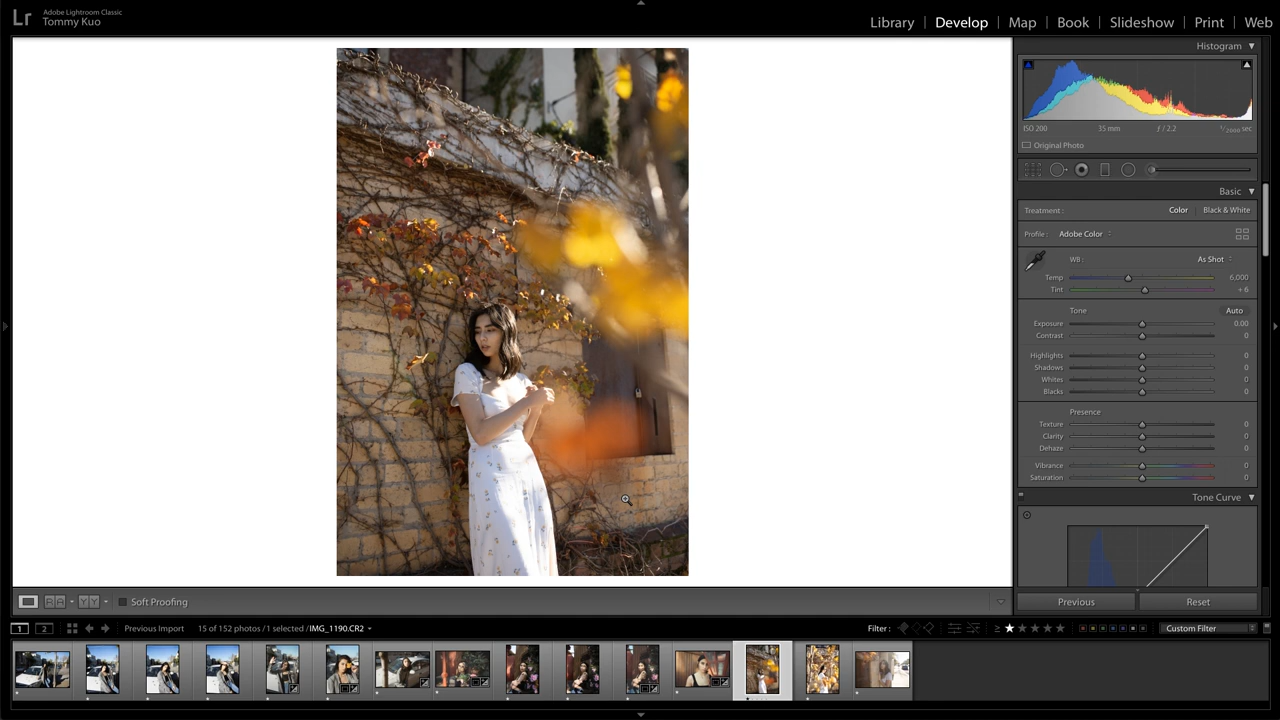 Lr
Adobe Lightroom Classic
Tommy Kuo
Library | Develop | Map | Book | Slideshow | Print | Web
Histogram
ISO 200 35 mm ƒ / 2.2 1/2000 sec
Original Photo
Basic
Treatment : Color | Black & White
Profile : Adobe Color
WB : As Shot
Temp 6,000
Tint + 6
Tone Auto
Exposure 0.00
Contrast 0
Highlights 0
Shadows 0
Whites 0
Blacks 0
Presence
Texture 0
Clarity 0
Dehaze 0
Vibrance 0
Saturation 0
Tone Curve
Previous Reset
R A Y Y Soft Proofing
1 2 Previous Import 15 of 152 photos / 1 selected / IMG_1190.CR2 Filter : ≥ Custom Filter